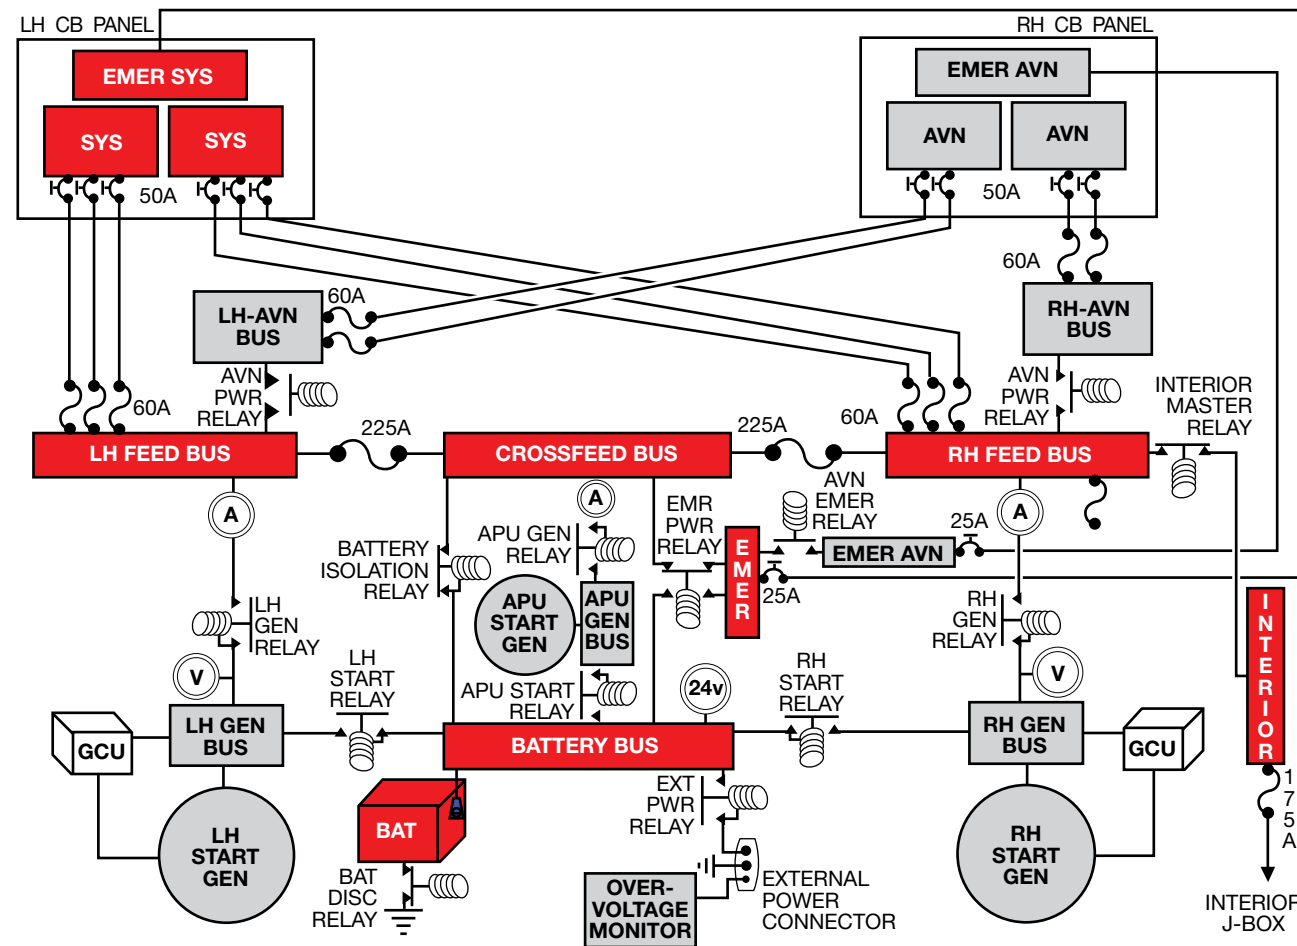 LH CB PANEL
RH CB PANEL
EMER SYS
EMER AVN
SYS
SYS
AVN
AVN
50A
50A
60A
60A
LH-AVN
BUS
RH-AVN
BUS
AVN
PWR
RELAY
AVN
PWR
RELAY
INTERIOR
MASTER
RELAY
60A
225A
225A
60A
LH FEED BUS
CROSSFEED BUS
RH FEED BUS
A
A
A
APU GEN
RELAY
EMR
PWR
RELAY
AVN
EMER
RELAY
25A
BATTERY
ISOLATION
RELAY
EMER
EMER AVN
25A
APU
START
GEN
APU
GEN
BUS
LH
GEN
RELAY
RH
GEN
RELAY
INTERIOR
V
V
LH
START
RELAY
APU START
RELAY
24v
RH
START
RELAY
GCU
LH GEN
BUS
BATTERY BUS
RH GEN
BUS
GCU
175A
BAT
EXT
PWR
RELAY
LH
START
GEN
RH
START
GEN
BAT
DISC
RELAY
OVER-
VOLTAGE
MONITOR
EXTERNAL
POWER
CONNECTOR
INTERIOR
J-BOX